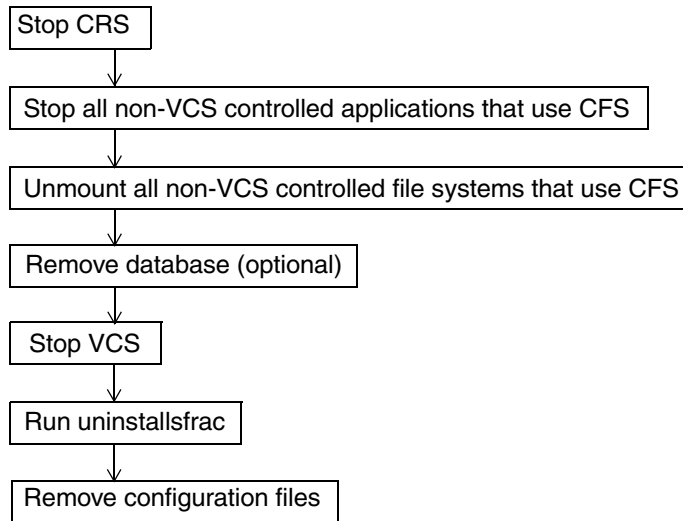 Stop CRS
Stop all non-VCS controlled applications that use CFS
Unmount all non-VCS controlled file systems that use CFS
Remove database (optional)
Stop VCS
Run uninstallsfrac
Remove configuration files